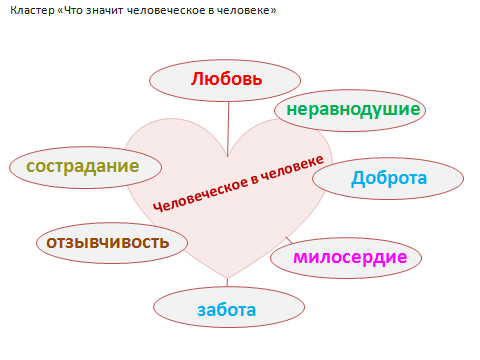 Кластер «Что значит человеческое в человеке»
Любовь
неравнодушие
сострадание
Человеческое в человеке
Доброта
отзывчивость
милосердие
забота